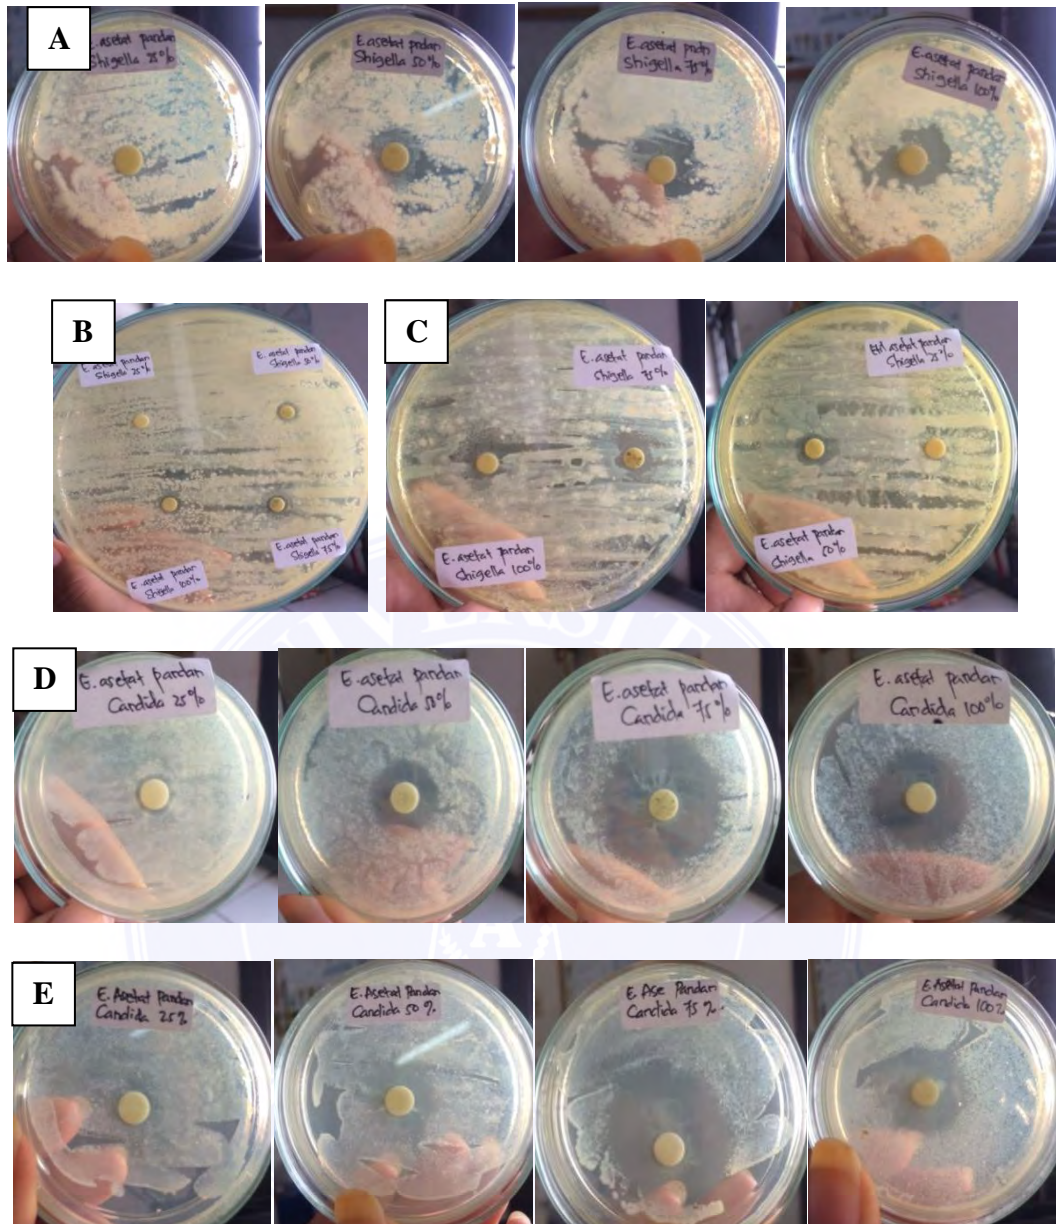 A
E.asetat pandan
Shigella 25%
E.asetat pandan
Shigella 50%
E.asetat pndn
Shigella 75%
E.asetat pandan
Shigella 100%
B
E. asetat pandan
Shigella 25%
E. asetat pandan
Shigella 50%
E. asetat pandan
Shigella 100%
E.asetat pandan
Shigella 75%
C
E. asetat pandan
Shigella 75%
E. asetat pandan
Shigella 100%
asetat pandan
Shigella 25%
E. asetat pandan
Shigella 50%
D
E. asetat pandan
Candida 25%
E. asetat pandan
Candida 50%
E. asetat pandan
Candida 75%
E. asetat pandan
Candida 100%
E
E. Asetat Pandan
Candida 25%
E. Asetat Pandan
Candida 50%
E. Ase Pandan
Candida 75%.
E. Asetat Pandan
Candida 100%